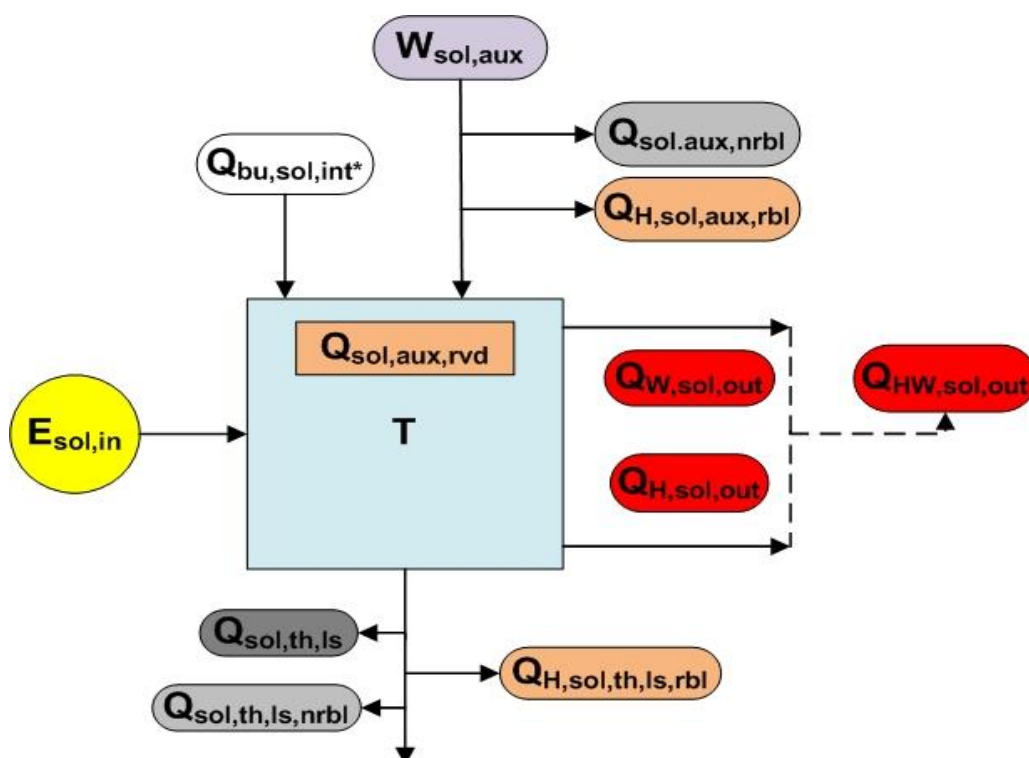 Wsol,aux
Qsol.aux,nrbl
Qbu,sol,int*
QH,sol,aux,rbl
Qsol,aux,rvd
QW,sol,out
QHW,sol,out
Esol,in
T
QH,sol,out
Qsol,th,ls
QH,sol,th,ls,rbl
Qsol,th,ls,nrbl